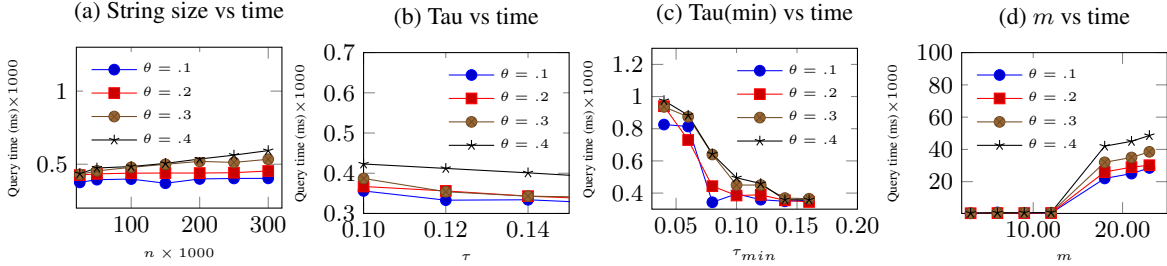 (a) String size vs time
Query time (ms)×1000
1
0.5
100
200
300
n × 1000
θ = .1
θ = .2
θ = .3
θ = .4
(b) Tau vs time
Query time (ms)×1000
0.8
0.7
0.6
0.5
0.4
0.3
0.10
0.12
0.14
τ
θ = .1
θ = .2
θ = .3
θ = .4
(c) Tau(min) vs time
Query time (ms)×1000
1.2
1
0.8
0.6
0.4
0.05
0.10
0.15
0.20
τmin
θ = .1
θ = .2
θ = .3
θ = .4
(d) m vs time
Query time (ms)×1000
100
80
60
40
20
10.00
20.00
m
θ = .1
θ = .2
θ = .3
θ = .4